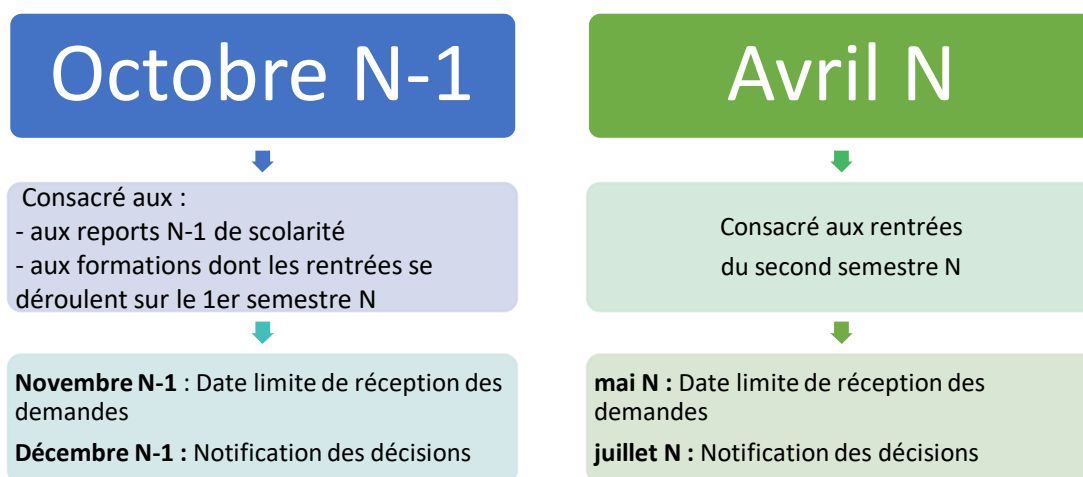 Octobre N-1
Consacré aux :
- aux reports N-1 de scolarité
- aux formations dont les rentrées se
déroulent sur le 1er semestre N
Novembre N-1 : Date limite de réception des
demandes
Décembre N-1 : Notification des décisions
Avril N
Consacré aux rentrées
du second semestre N
mai N : Date limite de réception des
demandes
juillet N : Notification des décisions